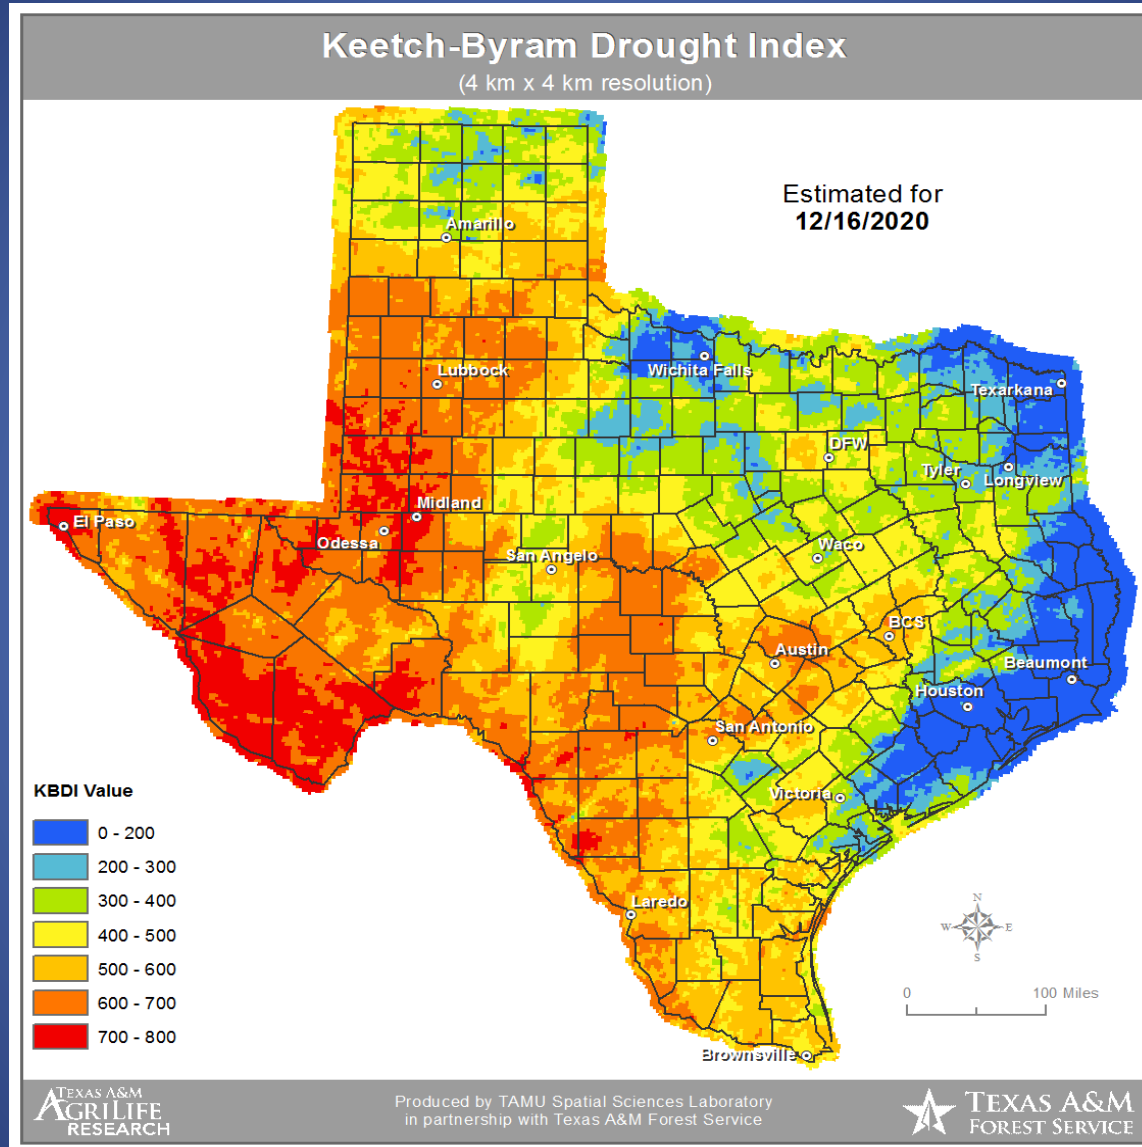 Keetch-Byram Drought Index
(4 km x 4 km resolution)
Estimated for
12/16/2020
Amarillo
Lubbock
Wichita Falls
Texarkana
DFW
Tyler
Longview
Midland
El Paso
Odessa
San Angelo
Waco
BCS
Austin
Beaumont
Houston
San Antonio
Victoria
Laredo
Brownsville
KBDI Value
0 - 200
200 - 300
300 - 400
400 - 500
500 - 600
600 - 700
700 - 800
N
W E
S
0 100 Miles
TEXAS A&M
AGRILIFE
RESEARCH
Produced by TAMU Spatial Sciences Laboratory
in partnership with Texas A&M Forest Service
TEXAS A&M
FOREST SERVICE